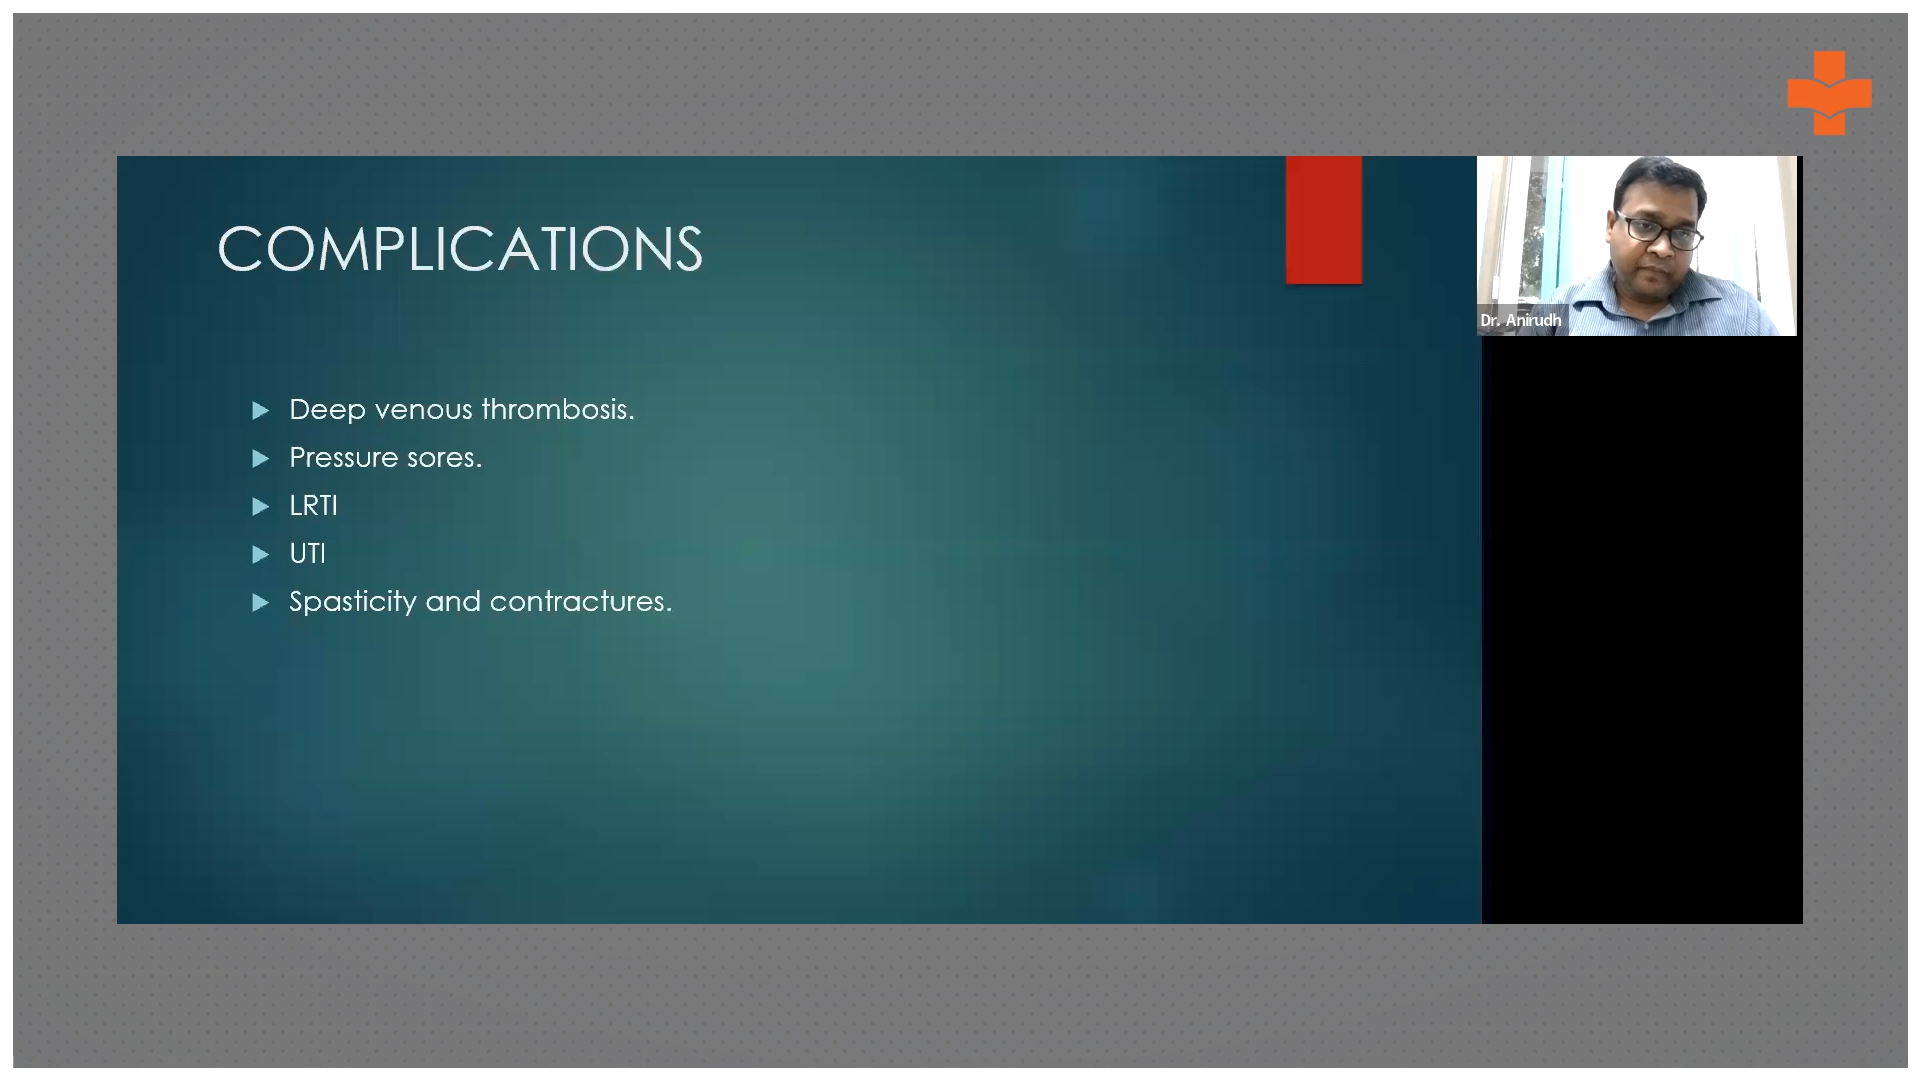 COMPLICATIONS
Deep venous thrombosis.
Pressure sores.
LRTI
UTI
Spasticity and contractures.
Dr. Anirudh